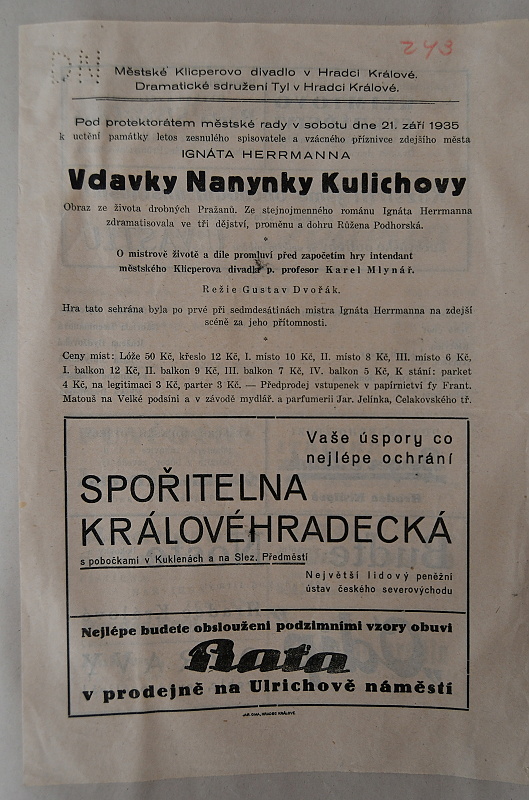 DH
243
Městské Klicperovo divadlo v Hradci Králové.
Dramatické sdružení Tyl v Hradci Králové.
Pod protektorátem městské rady v sobotu dne 21. září 1935
k uctění památky letos zesnulého spisovatele a vzácného příznivce zdejšího města
IGNÁTA HERRMANNA
Vdavky Nanynky Kulichovy
Obraz ze života drobných Pražanů. Ze stejnojmenného románu Ignáta Herrmanna
zdramatisovala ve tři dějství, proměnu a dohru Růžena Podhorská.
*
O mistrově životě a díle promluví před započetím hry intendant
městského Klicperova divadla p. profesor Karel Mlynář.
Režie Gustav Dvořák.
Hra tato sehrána byla po prvé při sedmdesátinách mistra Ignáta Herrmanna na zdejší
scéně za jeho přítomnosti.
*
Ceny míst: Lóže 50 Kč, křeslo 12 Kč, I. místo 10 Kč, II. místo 8 Kč, III. místo 6 Kč,
I. balkon 12 Kč, II. balkon 9 Kč, III. balkon 7 Kč, IV. balkon 5 Kč, K stání: parket
4 Kč, na legitimaci 3 Kč, parter 3 Kč. — Předprodej vstupenek v papírnictví fy Frant.
Matouš na Velké podsíni a v závodě mydlář. a parfumerii Jar. Jelínka, Čelakovského tř.
Vaše úspory co
nejlépe ochrání
SPOŘITELNA
KRÁLOVÉHRADECKÁ
s pobočkami v Kuklenách a na Slez. Předměstí
Největší lidový peněžní
ústav českého severovýchodu
Nejlépe budete obslouženi podzimními vzory obuvi
Baťa
v prodejně na Ulrichově náměstí